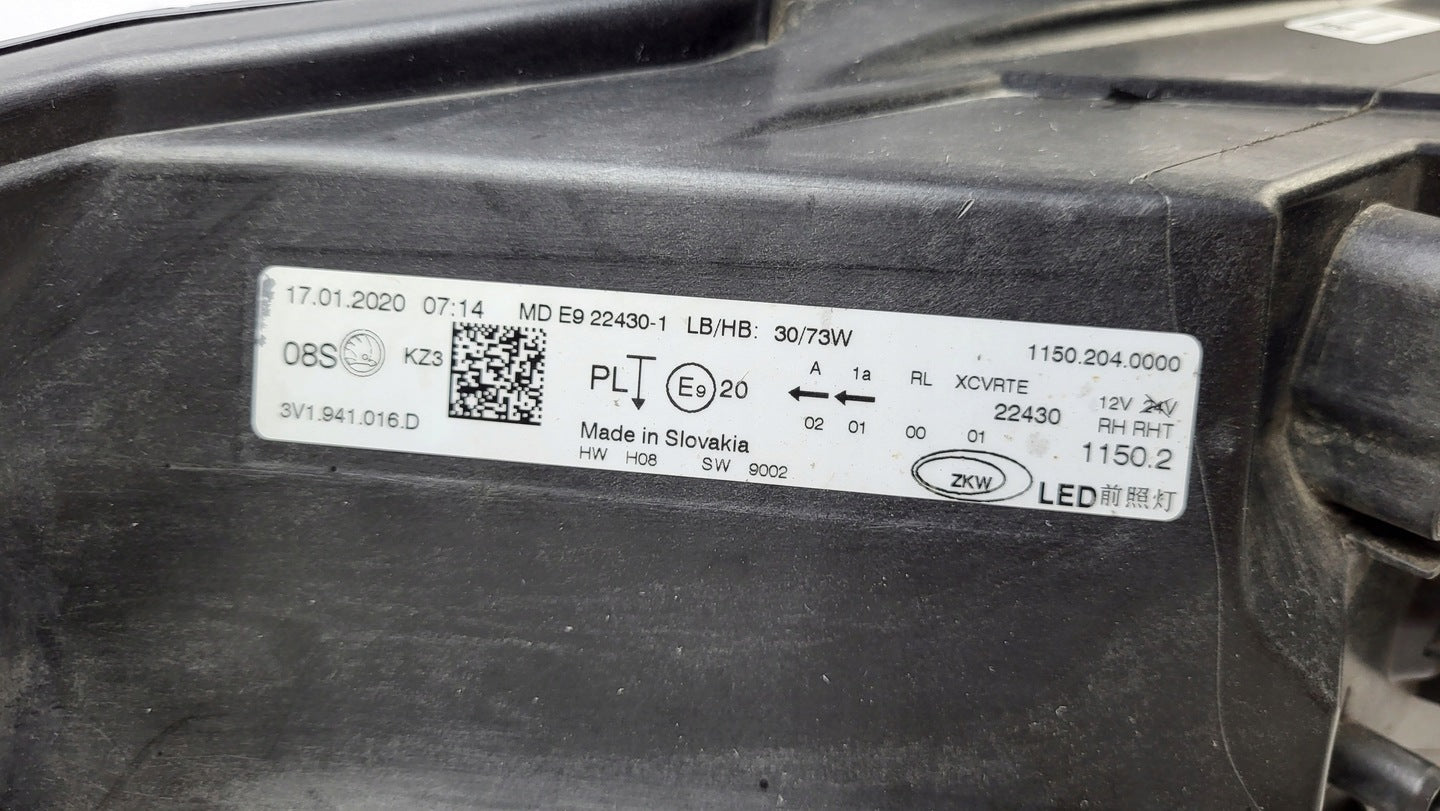 17.01.2020 07:14 MD E9 22430-1 LB/HB: 30/73W 1150.204.0000
08S KZ3 PL E9 20 A 1a RL XCVRTE 12V 24V
22430 RH RHT
3V1.941.016.D Made in Slovakia 02 01 00 01 1150.2
HW H08 SW 9002 ZKW LED前照灯